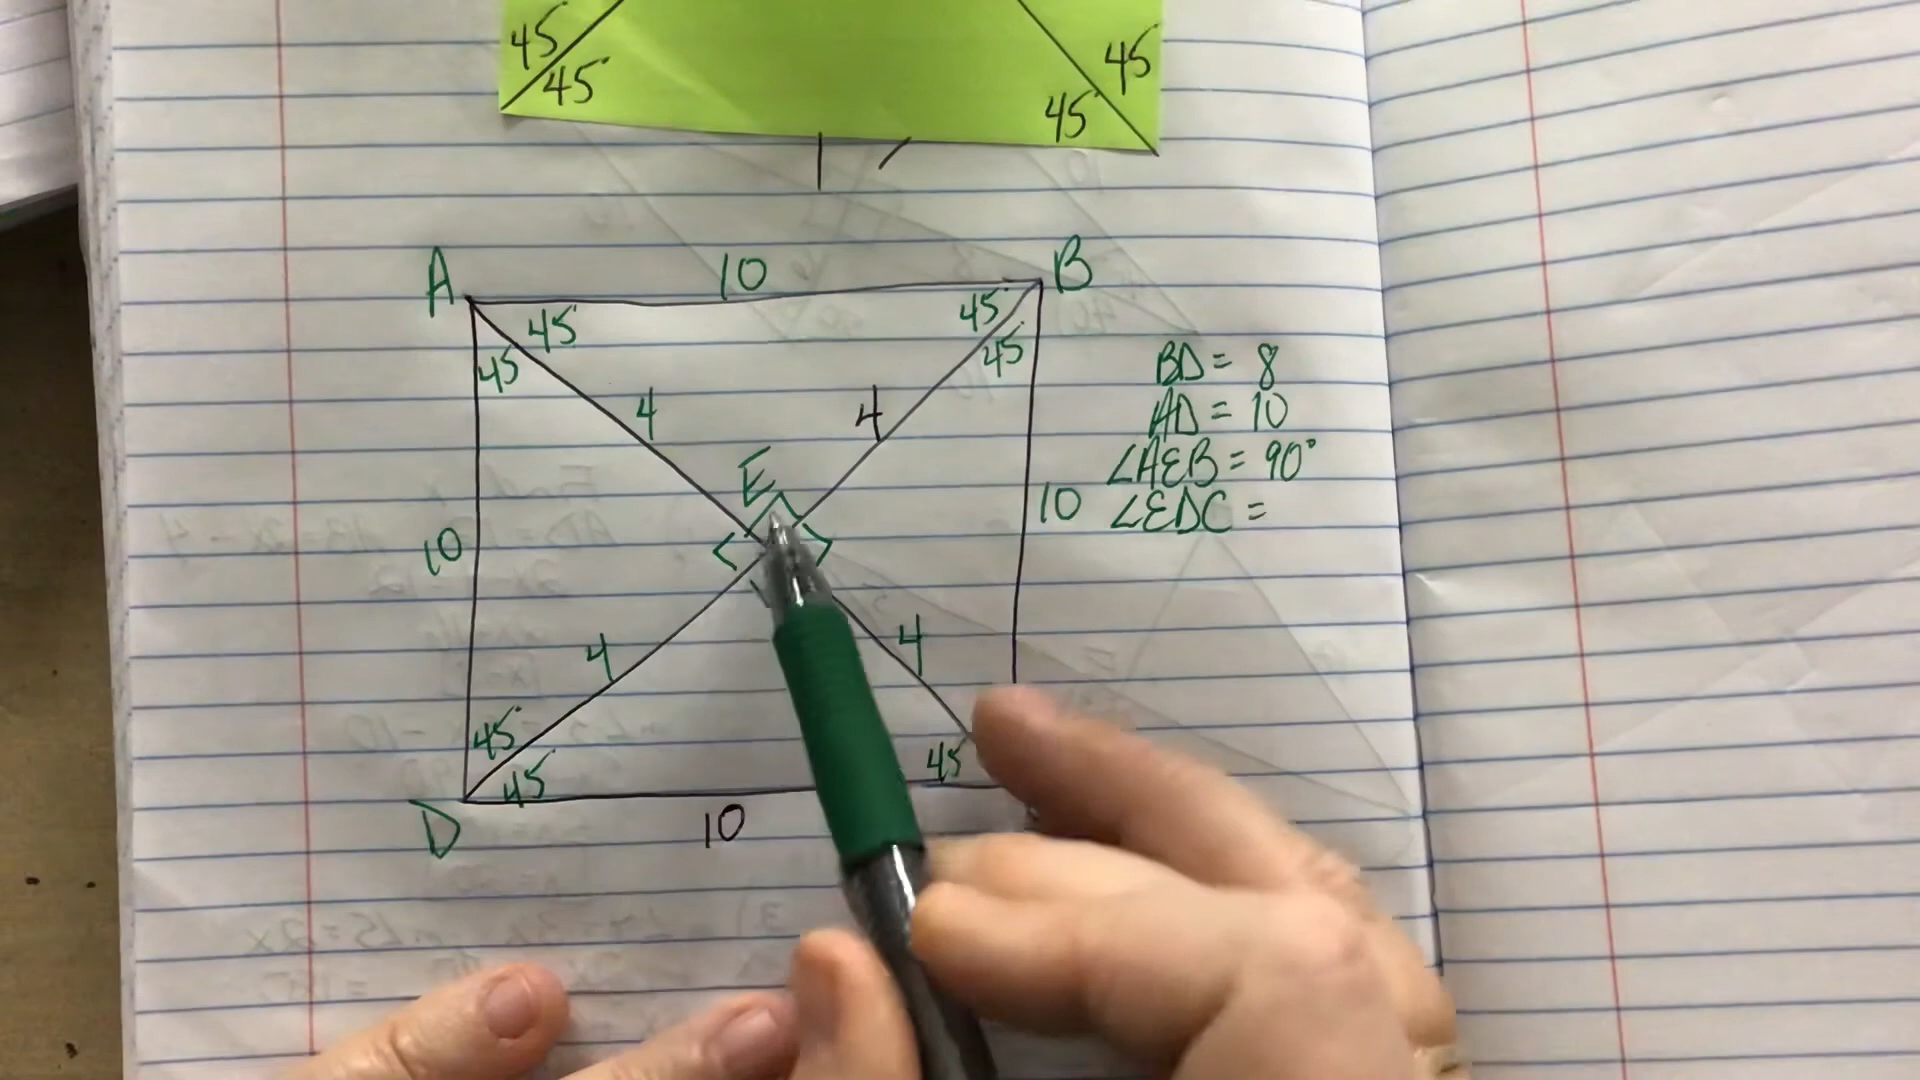 45°
45°
45
45°
A 10 B
45° 45°
45 45
4 4
BD = 8
AD = 10
∠AEB = 90°
∠EDC =
E
10 10
4 4
45°
45° 45
D 10